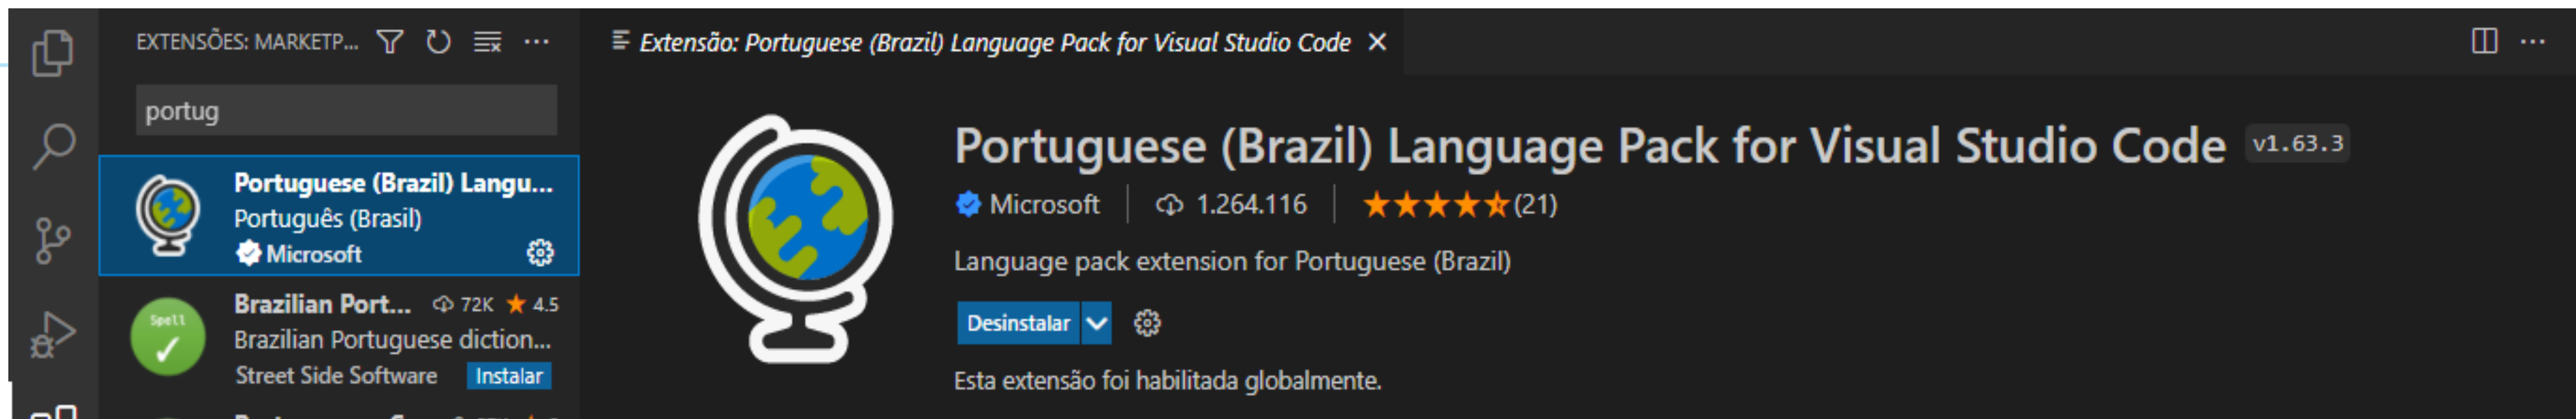 EXTENSÕES: MARKETP...
portug
Portuguese (Brazil) Langu...
Português (Brasil)
Microsoft
Brazilian Port... 72K ★ 4.5
Spell
Brazilian Portuguese diction...
Street Side Software Instalar
Extensão: Portuguese (Brazil) Language Pack for Visual Studio Code
Portuguese (Brazil) Language Pack for Visual Studio Code v1.63.3
Microsoft | 1.264.116 | (21)
Language pack extension for Portuguese (Brazil)
Desinstalar
Esta extensão foi habilitada globalmente.